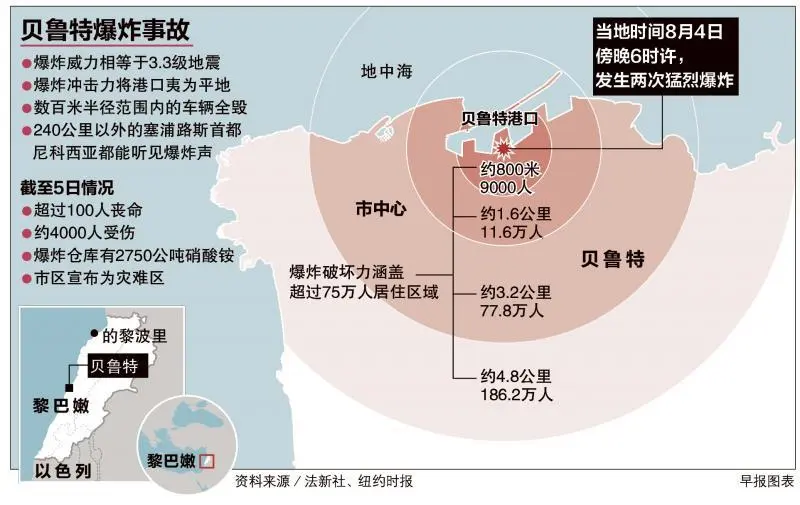 贝鲁特爆炸事故
●爆炸威力相等于3.3级地震
●爆炸冲击力将港口夷为平地
●数百米半径范围内的车辆全毁
●240公里以外的塞浦路斯首都
尼科西亚都能听见爆炸声
截至5日情况
●超过100人丧命
●约4000人受伤
●爆炸仓库有2750公吨硝酸铵
●市区宣布为灾难区
当地时间8月4日
傍晚6时许，
发生两次猛烈爆炸
地中海
贝鲁特港口
约800米
9000人
市中心
约1.6公里
11.6万人
贝鲁特
爆炸破坏力涵盖
超过75万人居住区域
约3.2公里
77.8万人
约4.8公里
186.2万人
●的黎波里
贝鲁特
黎巴嫩
以色列
黎巴嫩
资料来源 / 法新社、纽约时报
早报图表